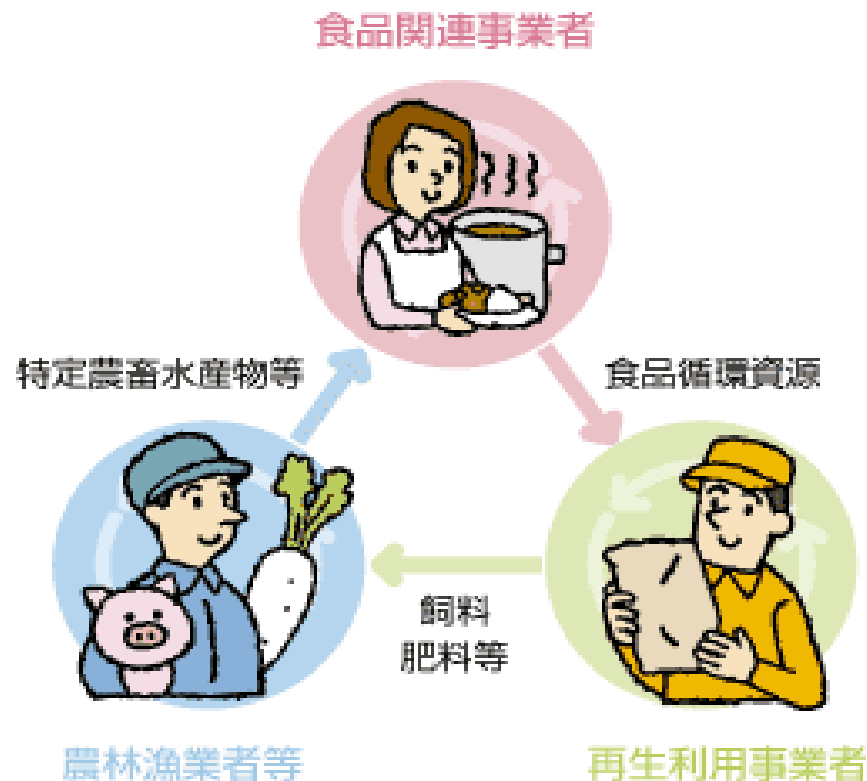 食品関連事業者
特定農畜水産物等
食品循環資源
飼料
肥料等
農林漁業者等
再生利用事業者